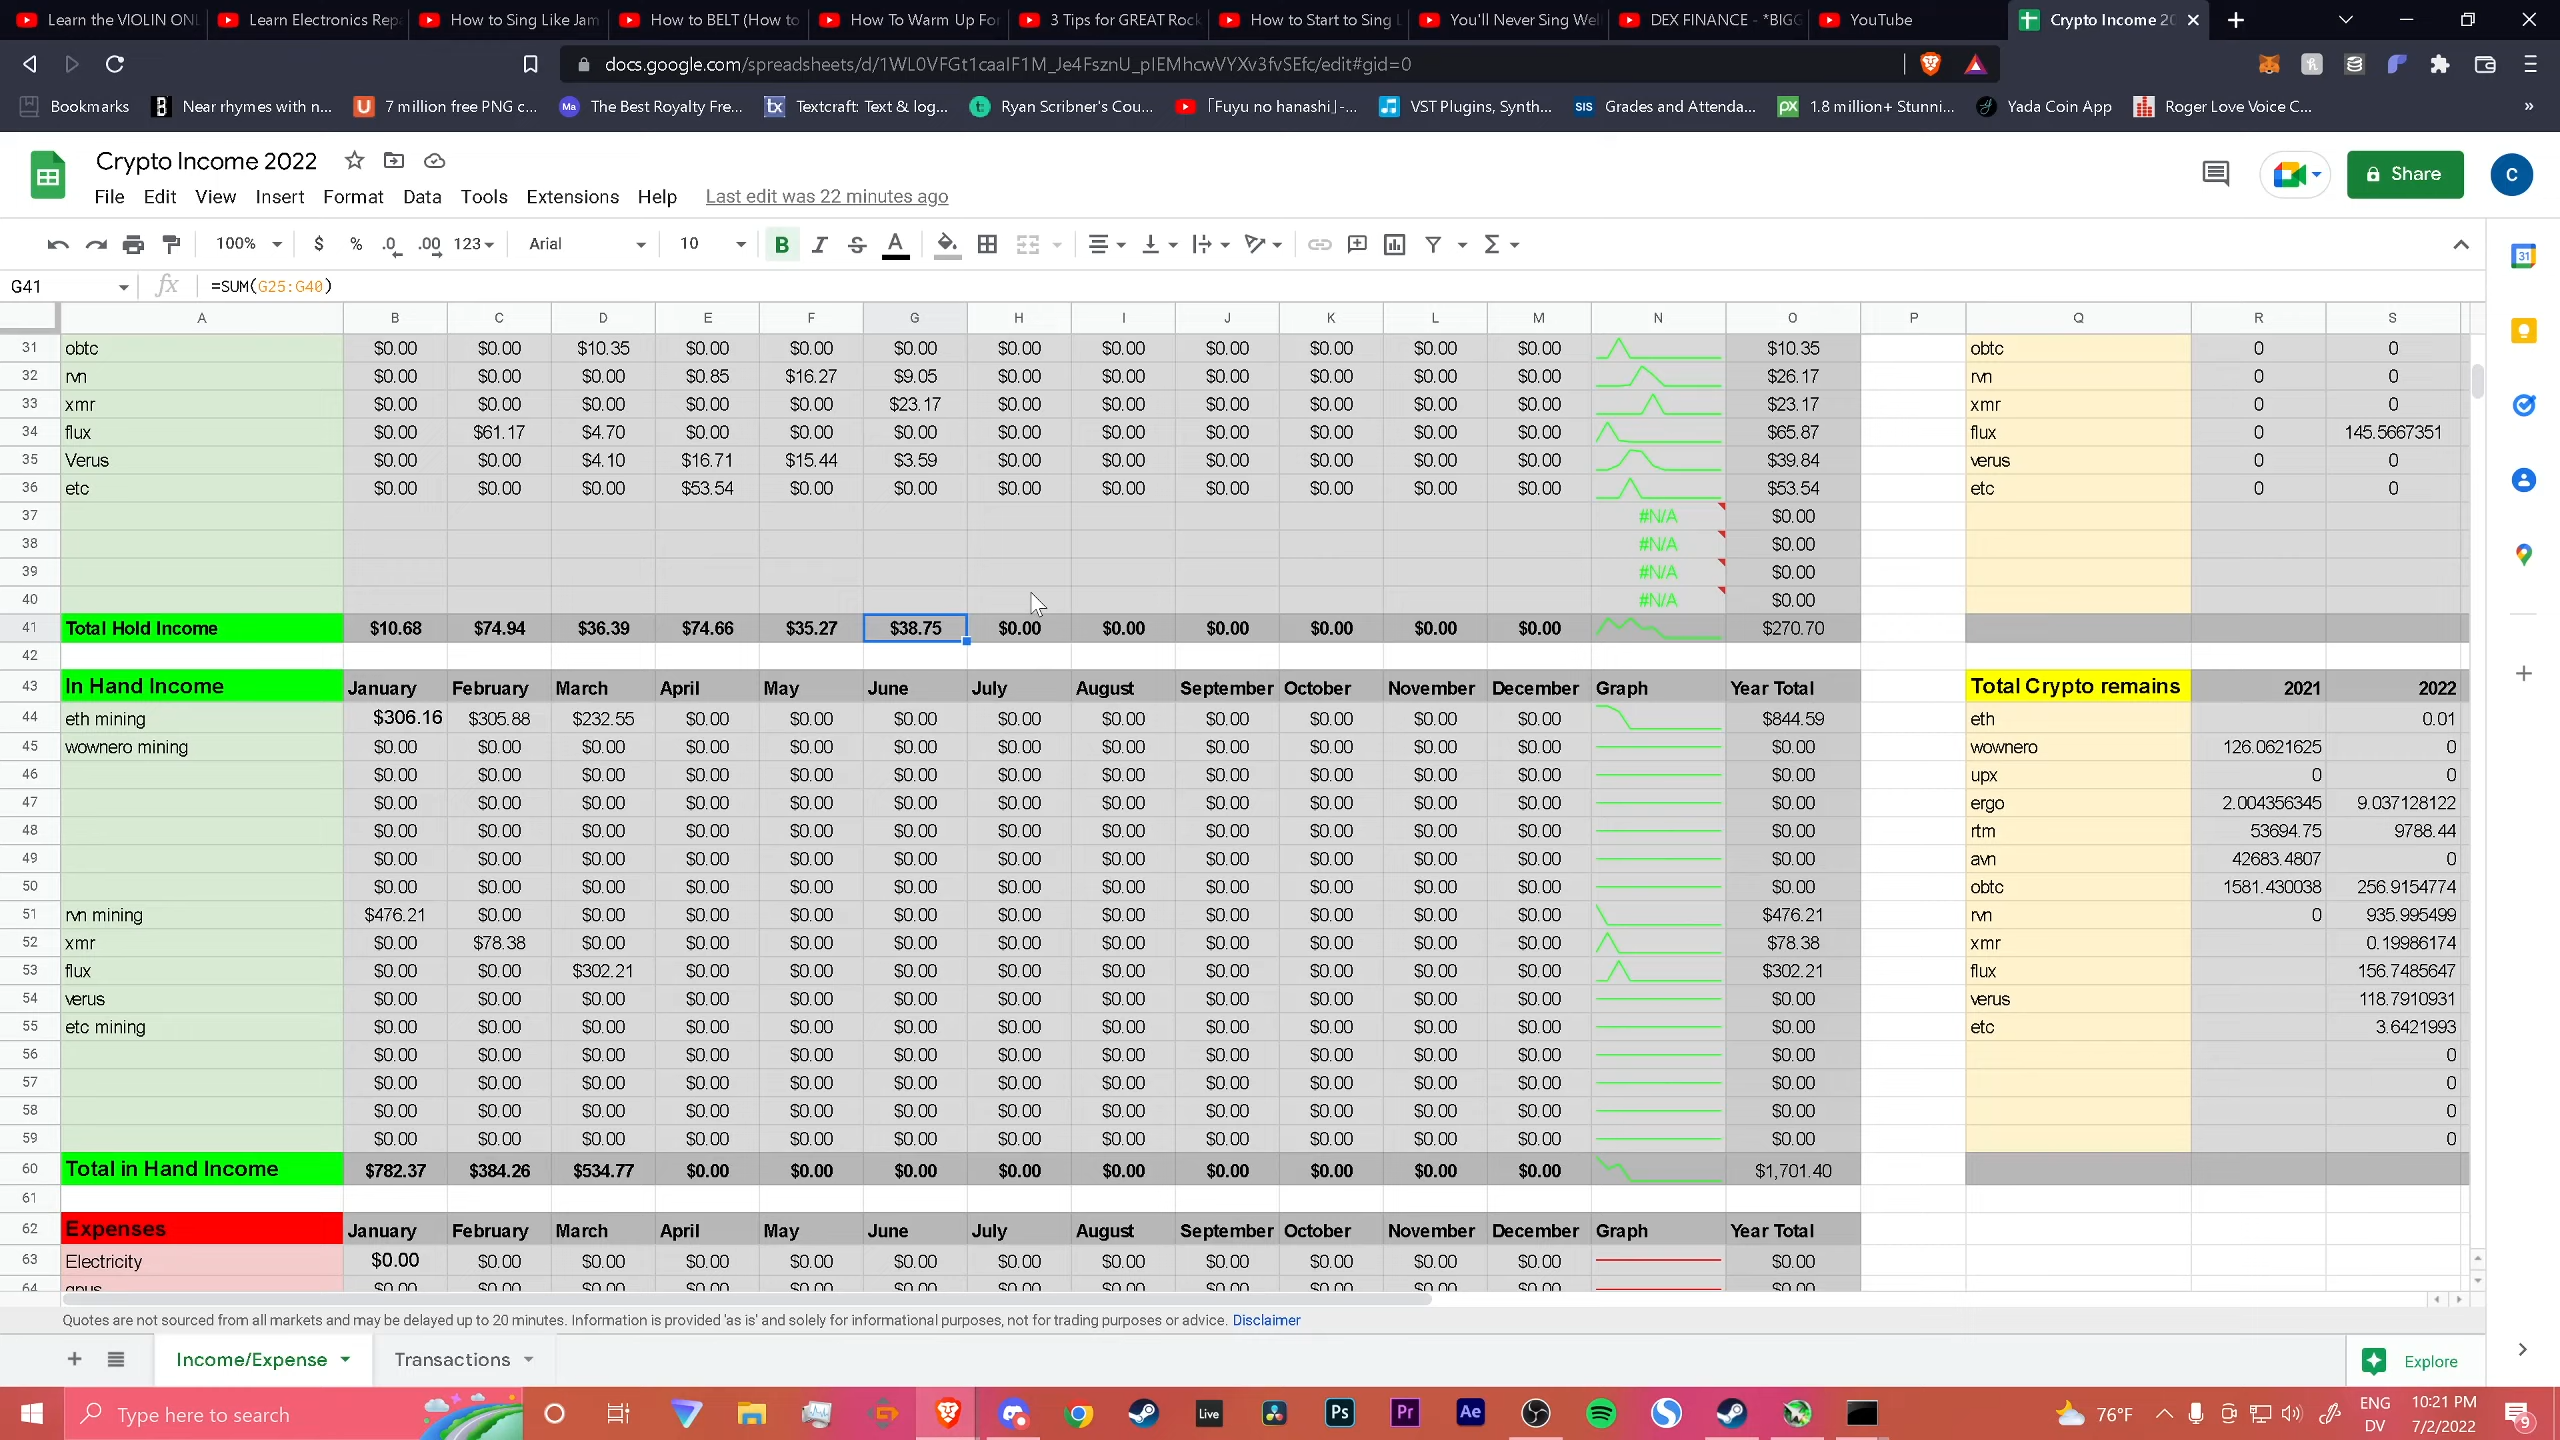 Learn the VIOLIN ONL
Learn Electronics Repa
How to Sing Like Jam
How to BELT (How to
How To Warm Up For
3 Tips for GREAT Rock
How to Start to Sing L
You'll Never Sing Wel
DEX FINANCE - *BIGG
YouTube
Crypto Income 20
docs.google.com/spreadsheets/d/1WL0VFGt1caaIF1M_Je4FsznU_pIEMhcwVYXv3fvSEfc/edit#gid=0
Bookmarks Near rhymes with n... 7 million free PNG c... The Best Royalty Fre... Textcraft: Text & log... Ryan Scribner's Cou... 「Fuyu no hanashi」-... VST Plugins, Synth... Grades and Attenda... 1.8 million+ Stunni... Yada Coin App Roger Love Voice C...
Crypto Income 2022
Share
C
File Edit View Insert Format Data Tools Extensions Help Last edit was 22 minutes ago
100% $ % .0 .00 123 Arial 10 B I S A
G41 fx =SUM(G25:G40)
A B C D E F G H I J K L M N O P Q R S
31 obtc $0.00 $0.00 $10.35 $0.00 $0.00 $0.00 $0.00 $0.00 $0.00 $0.00 $0.00 $0.00 $10.35 obtc 0 0
32 rvn $0.00 $0.00 $0.00 $0.85 $16.27 $9.05 $0.00 $0.00 $0.00 $0.00 $0.00 $0.00 $26.17 rvn 0 0
33 xmr $0.00 $0.00 $0.00 $0.00 $0.00 $23.17 $0.00 $0.00 $0.00 $0.00 $0.00 $0.00 $23.17 xmr 0 0
34 flux $0.00 $61.17 $4.70 $0.00 $0.00 $0.00 $0.00 $0.00 $0.00 $0.00 $0.00 $0.00 $65.87 flux 0 145.5667351
35 Verus $0.00 $0.00 $4.10 $16.71 $15.44 $3.59 $0.00 $0.00 $0.00 $0.00 $0.00 $0.00 $39.84 verus 0 0
36 etc $0.00 $0.00 $0.00 $53.54 $0.00 $0.00 $0.00 $0.00 $0.00 $0.00 $0.00 $0.00 $53.54 etc 0 0
37 #N/A $0.00
38 #N/A $0.00
39 #N/A $0.00
40 #N/A $0.00
41 Total Hold Income $10.68 $74.94 $36.39 $74.66 $35.27 $38.75 $0.00 $0.00 $0.00 $0.00 $0.00 $0.00 $270.70
42
43 In Hand Income January February March April May June July August September October November December Graph Year Total Total Crypto remains 2021 2022
44 eth mining $306.16 $305.88 $232.55 $0.00 $0.00 $0.00 $0.00 $0.00 $0.00 $0.00 $0.00 $0.00 $844.59 eth 0.01
45 wownero mining $0.00 $0.00 $0.00 $0.00 $0.00 $0.00 $0.00 $0.00 $0.00 $0.00 $0.00 $0.00 $0.00 wownero 126.0621625 0
46 $0.00 $0.00 $0.00 $0.00 $0.00 $0.00 $0.00 $0.00 $0.00 $0.00 $0.00 $0.00 $0.00 upx 0 0
47 $0.00 $0.00 $0.00 $0.00 $0.00 $0.00 $0.00 $0.00 $0.00 $0.00 $0.00 $0.00 $0.00 ergo 2.004356345 9.037128122
48 $0.00 $0.00 $0.00 $0.00 $0.00 $0.00 $0.00 $0.00 $0.00 $0.00 $0.00 $0.00 $0.00 rtm 53694.75 9788.44
49 $0.00 $0.00 $0.00 $0.00 $0.00 $0.00 $0.00 $0.00 $0.00 $0.00 $0.00 $0.00 $0.00 avn 42683.4807 0
50 $0.00 $0.00 $0.00 $0.00 $0.00 $0.00 $0.00 $0.00 $0.00 $0.00 $0.00 $0.00 $0.00 obtc 1581.430038 256.9154774
51 rvn mining $476.21 $0.00 $0.00 $0.00 $0.00 $0.00 $0.00 $0.00 $0.00 $0.00 $0.00 $0.00 $476.21 rvn 0 935.995499
52 xmr $0.00 $78.38 $0.00 $0.00 $0.00 $0.00 $0.00 $0.00 $0.00 $0.00 $0.00 $0.00 $78.38 xmr 0.19986174
53 flux $0.00 $0.00 $302.21 $0.00 $0.00 $0.00 $0.00 $0.00 $0.00 $0.00 $0.00 $0.00 $302.21 flux 156.7485647
54 verus $0.00 $0.00 $0.00 $0.00 $0.00 $0.00 $0.00 $0.00 $0.00 $0.00 $0.00 $0.00 $0.00 verus 118.7910931
55 etc mining $0.00 $0.00 $0.00 $0.00 $0.00 $0.00 $0.00 $0.00 $0.00 $0.00 $0.00 $0.00 $0.00 etc 3.6421993
56 $0.00 $0.00 $0.00 $0.00 $0.00 $0.00 $0.00 $0.00 $0.00 $0.00 $0.00 $0.00 $0.00 0
57 $0.00 $0.00 $0.00 $0.00 $0.00 $0.00 $0.00 $0.00 $0.00 $0.00 $0.00 $0.00 $0.00 0
58 $0.00 $0.00 $0.00 $0.00 $0.00 $0.00 $0.00 $0.00 $0.00 $0.00 $0.00 $0.00 $0.00 0
59 $0.00 $0.00 $0.00 $0.00 $0.00 $0.00 $0.00 $0.00 $0.00 $0.00 $0.00 $0.00 $0.00 0
60 Total in Hand Income $782.37 $384.26 $534.77 $0.00 $0.00 $0.00 $0.00 $0.00 $0.00 $0.00 $0.00 $0.00 $1,701.40
61
62 Expenses January February March April May June July August September October November December Graph Year Total
63 Electricity $0.00 $0.00 $0.00 $0.00 $0.00 $0.00 $0.00 $0.00 $0.00 $0.00 $0.00 $0.00 $0.00
64 gpus $0.00 $0.00 $0.00 $0.00 $0.00 $0.00 $0.00 $0.00 $0.00 $0.00 $0.00 $0.00 $0.00
Quotes are not sourced from all markets and may be delayed up to 20 minutes. Information is provided 'as is' and solely for informational purposes, not for trading purposes or advice. Disclaimer
Income/Expense Transactions Explore
Type here to search Live Ps Pr Ae 76°F ENG DV 10:21 PM 7/2/2022 9